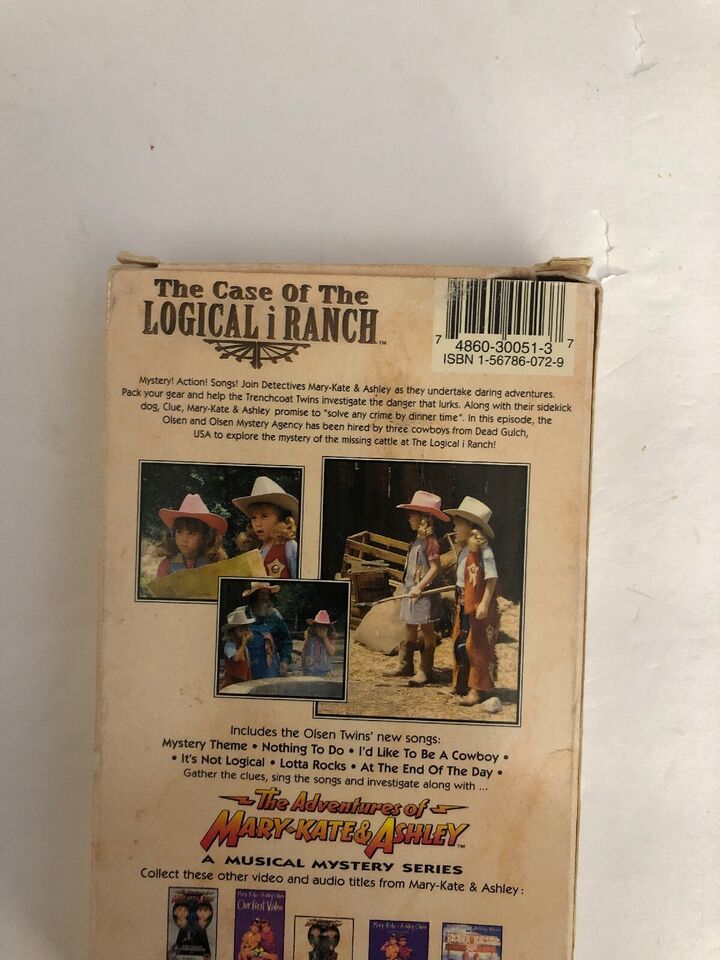 The Case Of The
LOGICAL i RANCH™
7 4860-30051-3 7
ISBN 1-56786-072-9
Mystery! Action! Songs! Join Detectives Mary-Kate & Ashley as they undertake daring adventures.
Pack your gear and help the Trenchcoat Twins investigate the danger that lurks. Along with their sidekick
dog, Clue, Mary-Kate & Ashley promise to "solve any crime by dinner time". In this episode, the
Olsen and Olsen Mystery Agency has been hired by three cowboys from Dead Gulch,
USA to explore the mystery of the missing cattle at The Logical i Ranch!
Includes the Olsen Twins' new songs:
Mystery Theme • Nothing To Do • I'd Like To Be A Cowboy •
• It's Not Logical • Lotta Rocks • At The End Of The Day •
Gather the clues, sing the songs and investigate along with ...
The Adventures of
MARY-KATE & ASHLEY™
A MUSICAL MYSTERY SERIES
Collect these other video and audio titles from Mary-Kate & Ashley:
Our First Video